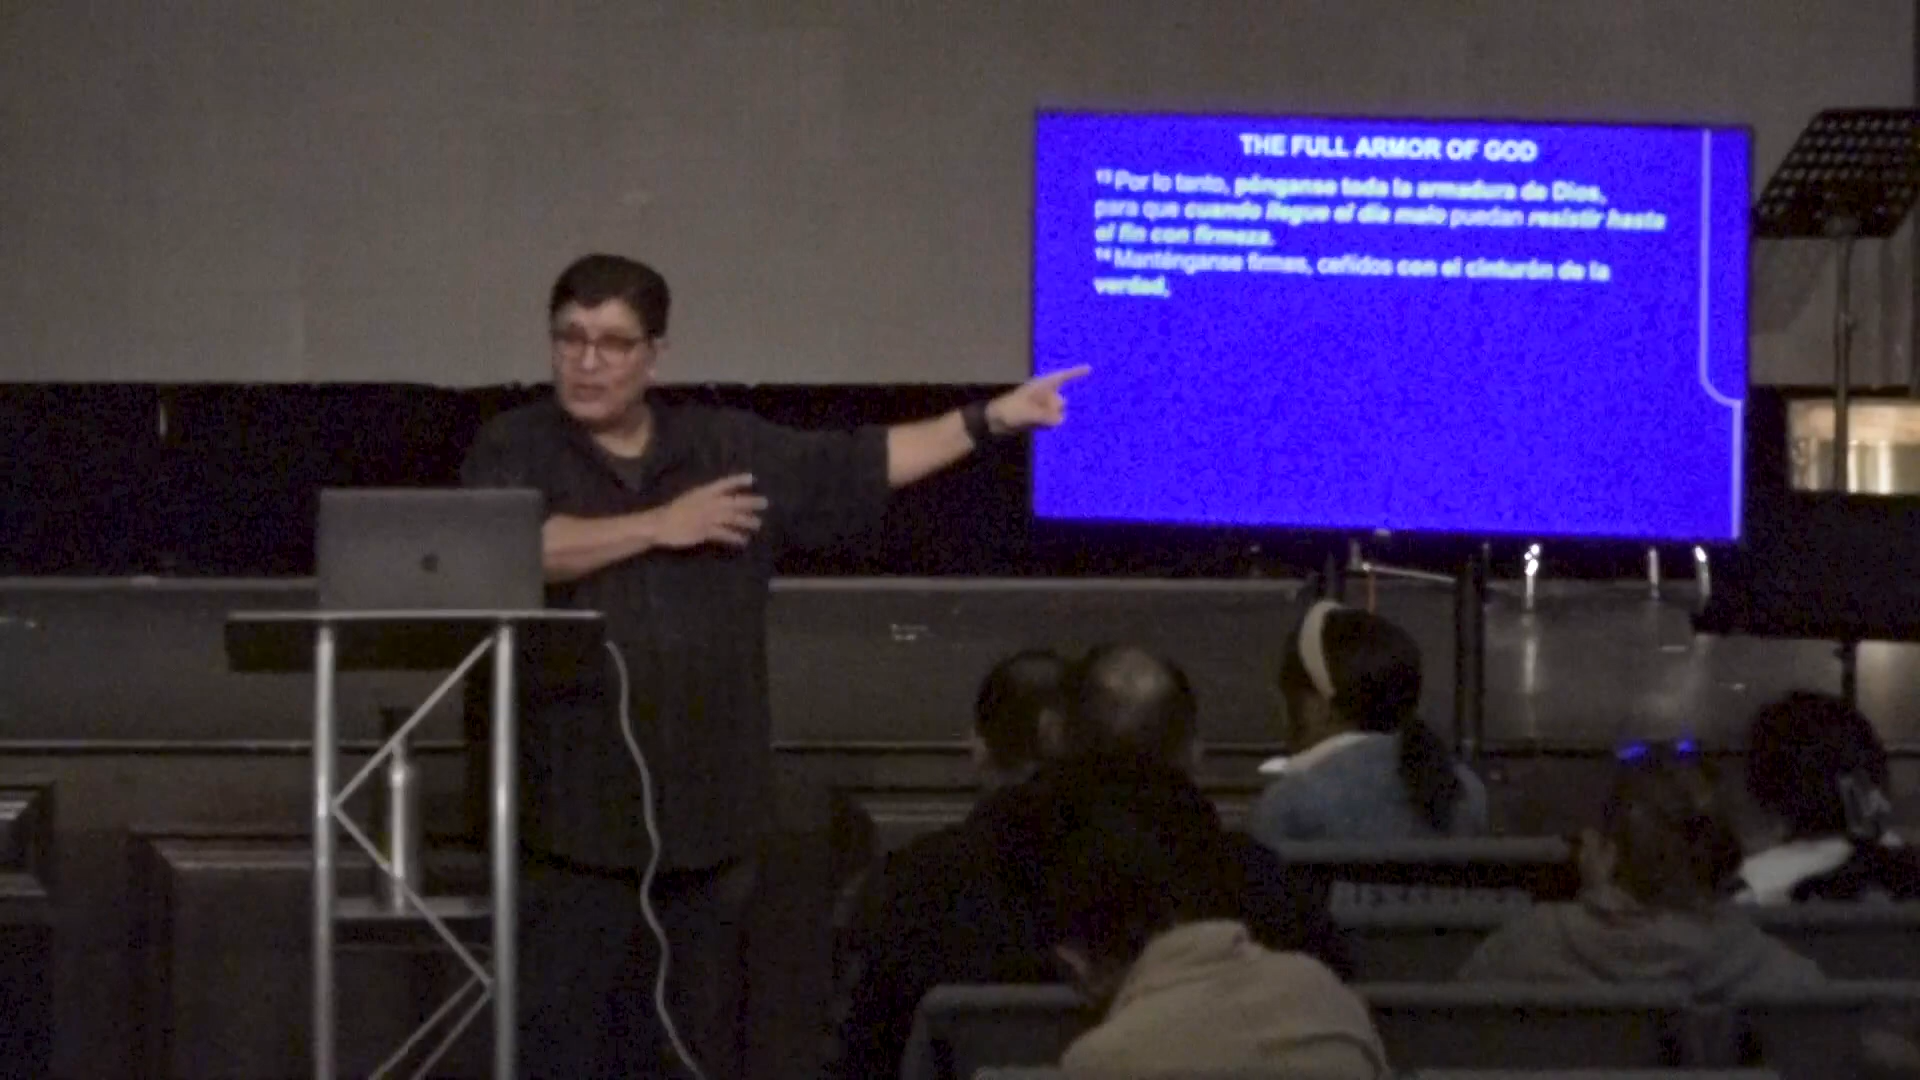 THE FULL ARMOR OF GOD
13 Por lo tanto, pónganse toda la armadura de Dios,
para que cuando llegue el día malo puedan resistir hasta
el fin con firmeza.
14 Manténganse firmes, ceñidos con el cinturón de la
verdad,